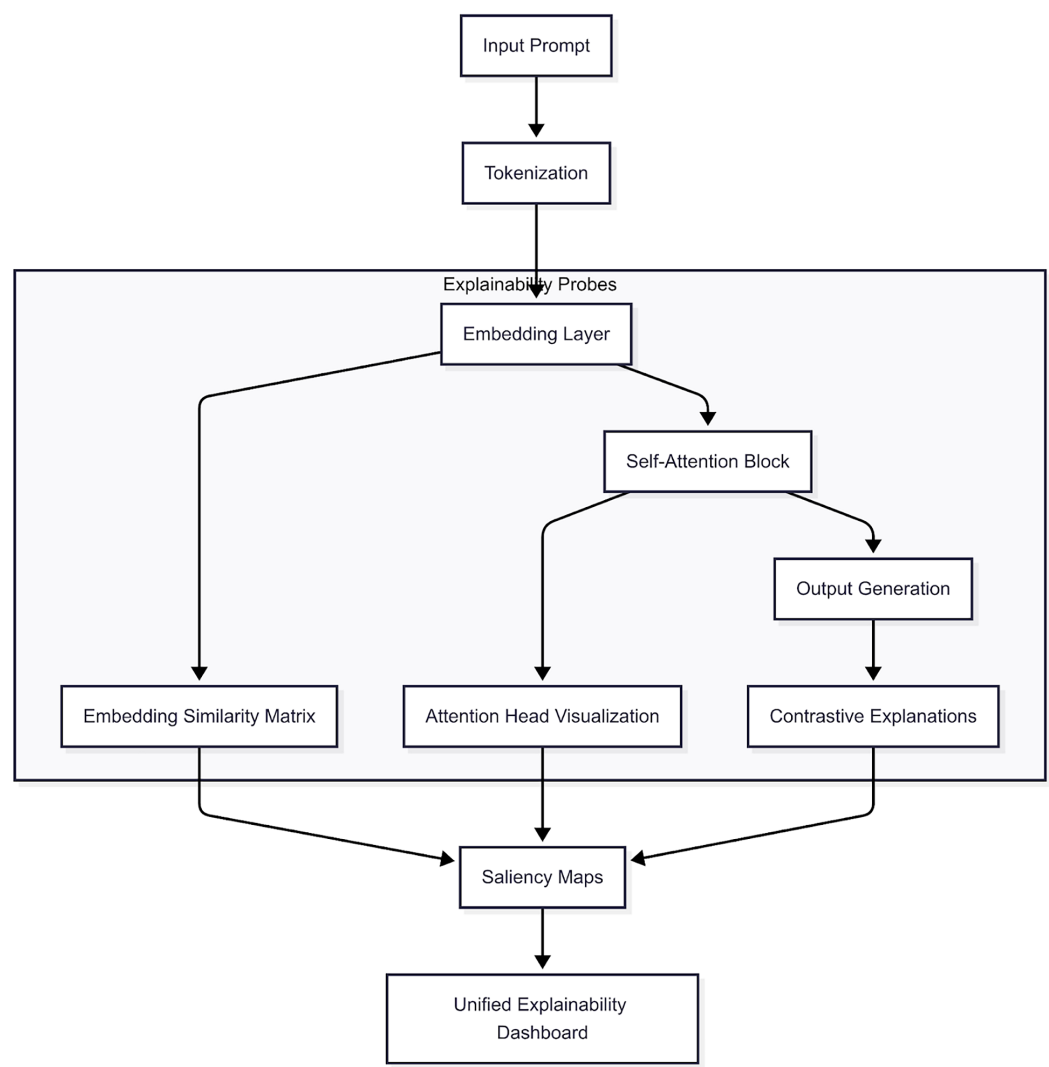 Input Prompt
Tokenization
Explainability Probes
Embedding Layer
Self-Attention Block
Output Generation
Embedding Similarity Matrix
Attention Head Visualization
Contrastive Explanations
Saliency Maps
Unified Explainability
Dashboard